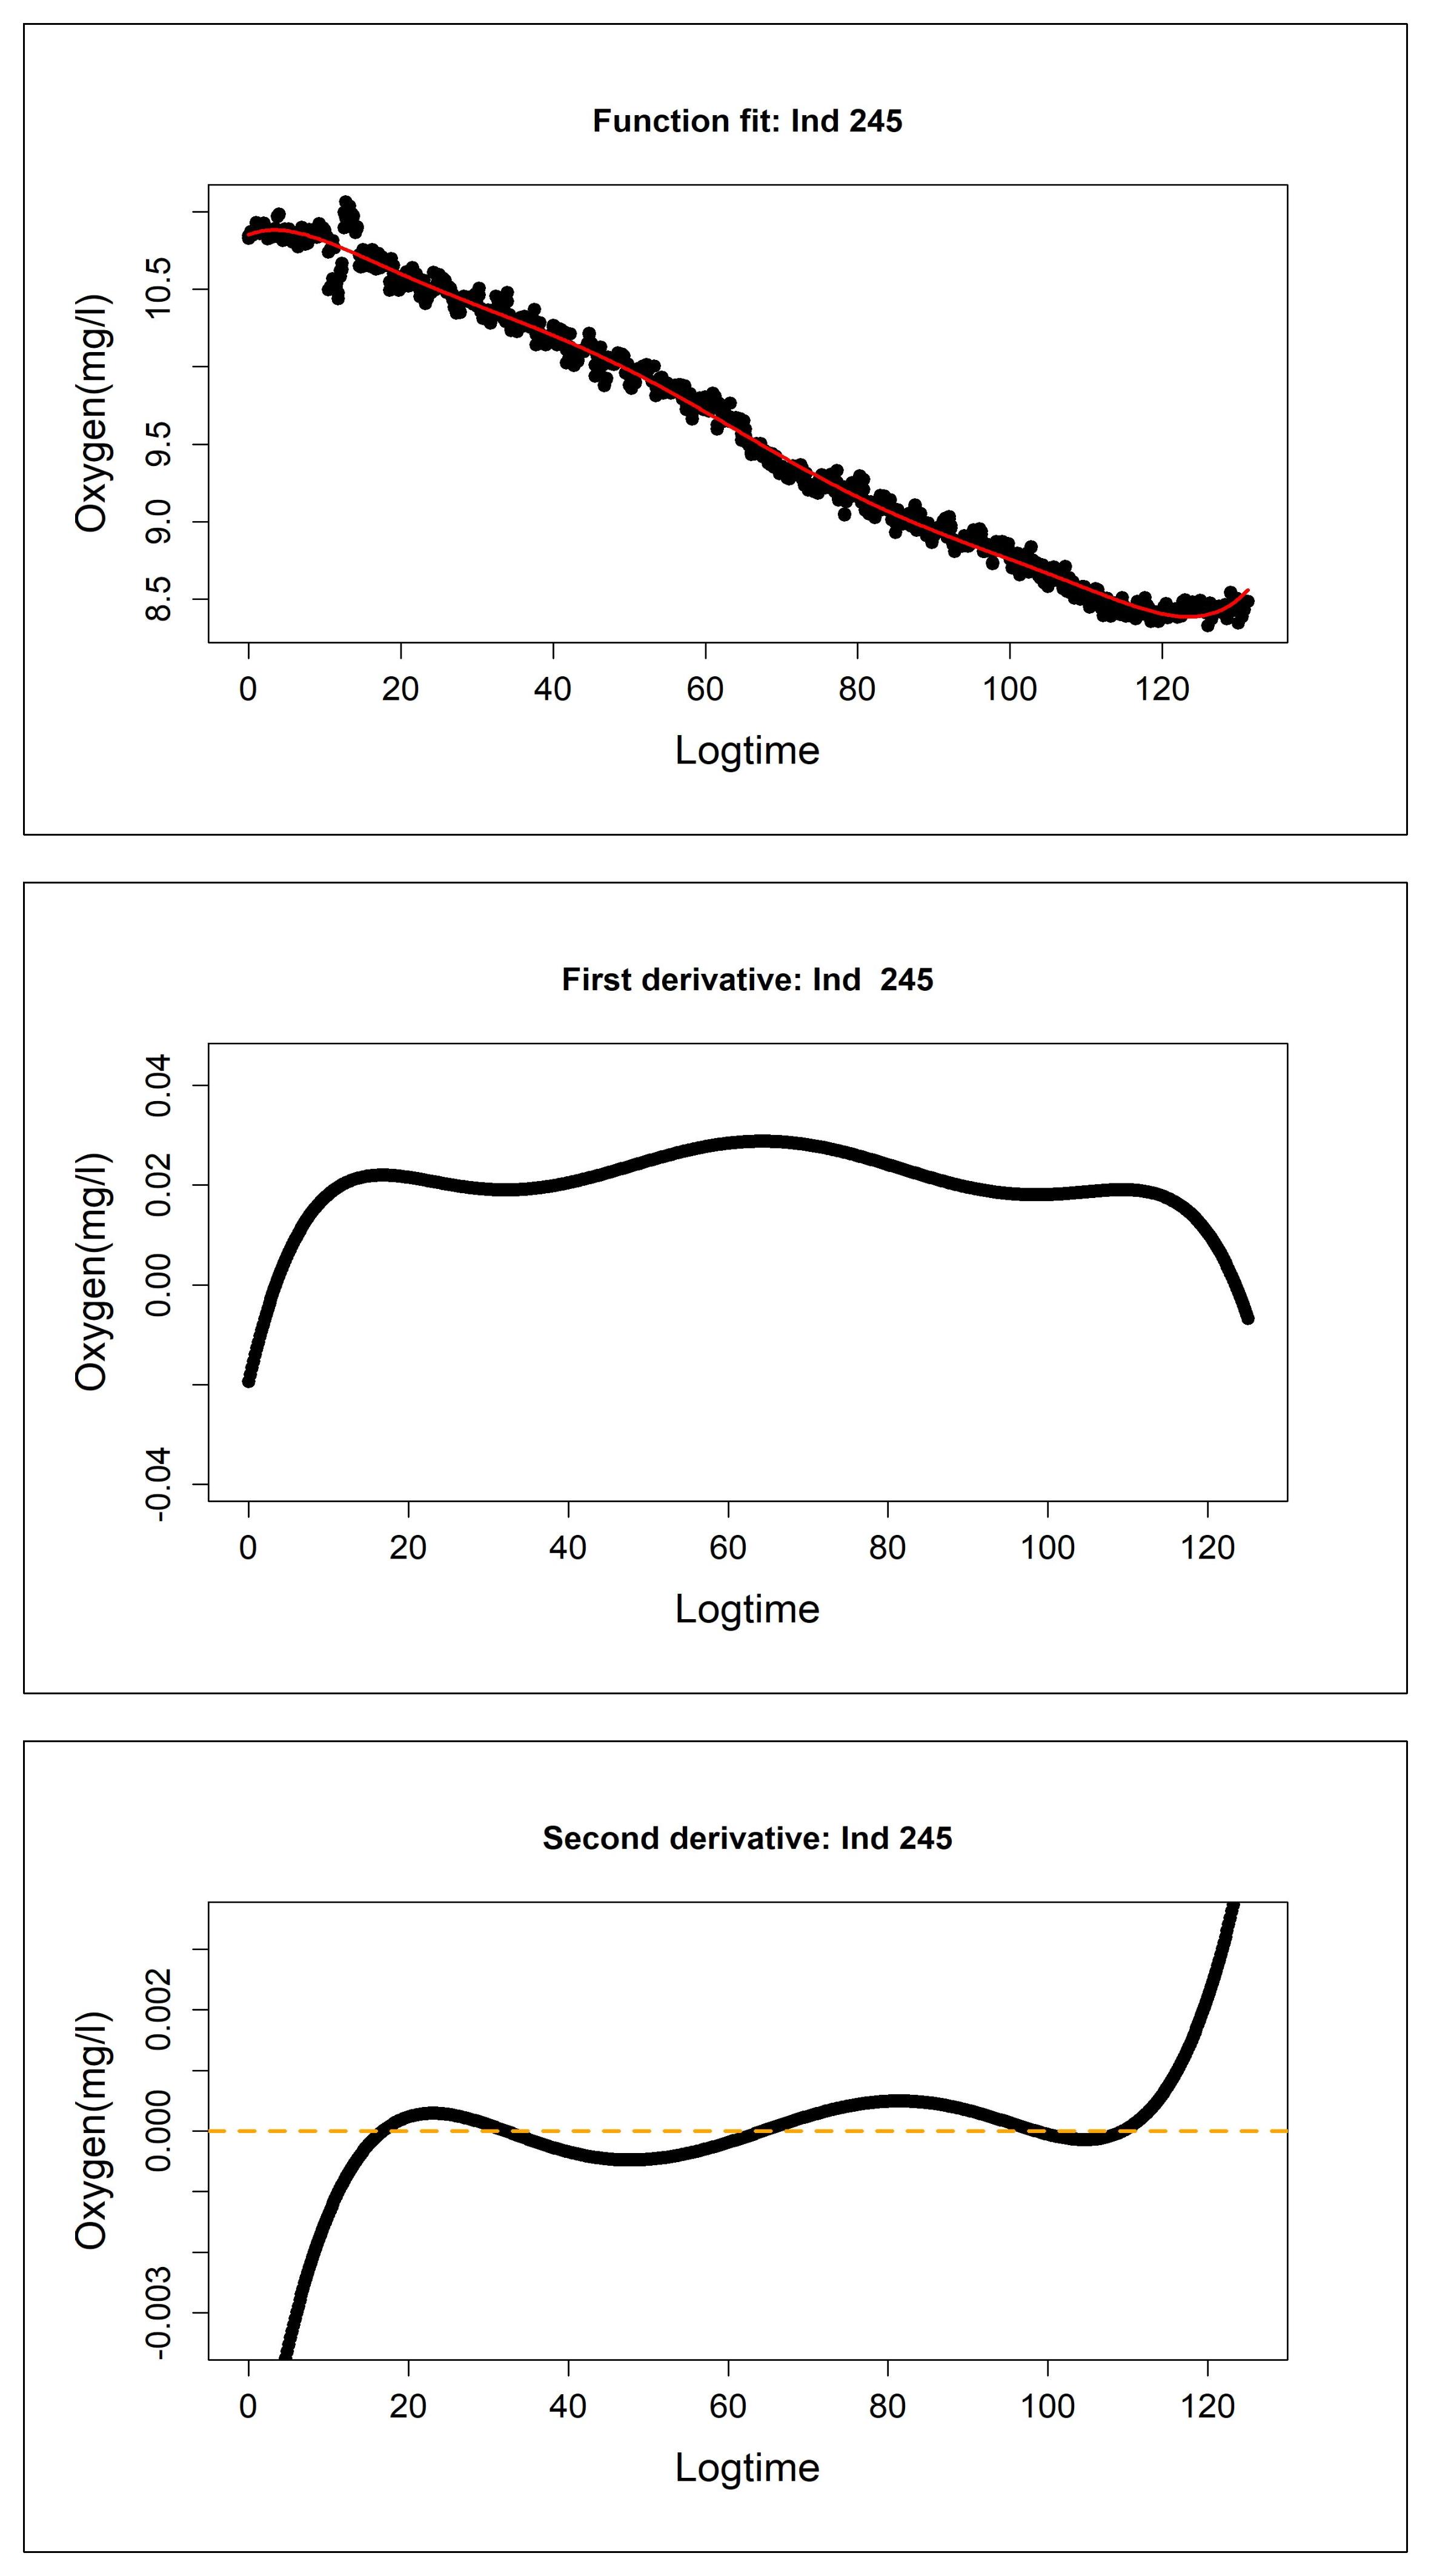 Function fit: Ind 245
Oxygen(mg/l)
10.5
9.5
9.0
8.5
0 20 40 60 80 100 120
Logtime
First derivative: Ind  245
Oxygen(mg/l)
0.04
0.02
0.00
-0.04
0 20 40 60 80 100 120
Logtime
Second derivative: Ind 245
Oxygen(mg/l)
0.002
0.000
-0.003
0 20 40 60 80 100 120
Logtime